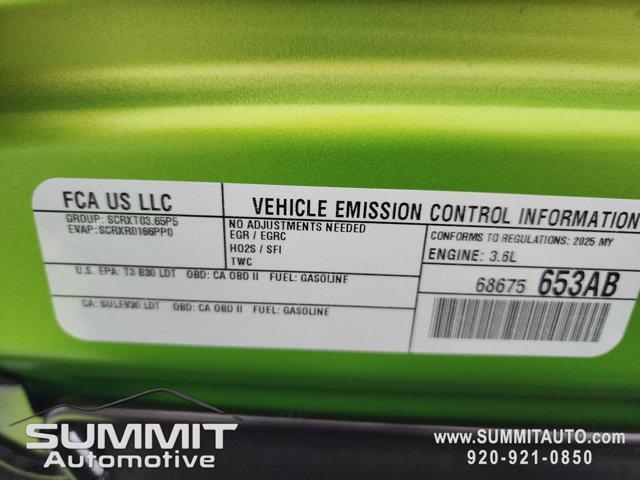 FCA US LLC
GROUP: SCRXT03.65P5
EVAP: SCRXR0166PP0
VEHICLE EMISSION CONTROL INFORMATION
NO ADJUSTMENTS NEEDED
EGR / EGRC
HO2S / SFI
TWC
CONFORMS TO REGULATIONS: 2025 MY
ENGINE: 3.6L
U.S. EPA: T3 B30 LDT OBD: CA OBD II FUEL: GASOLINE
CA: SULEV30 LDT OBD: CA OBD II FUEL: GASOLINE
68675 653AB
SUMMIT
Automotive
WWW.SUMMITAUTO.COM
920-921-0850